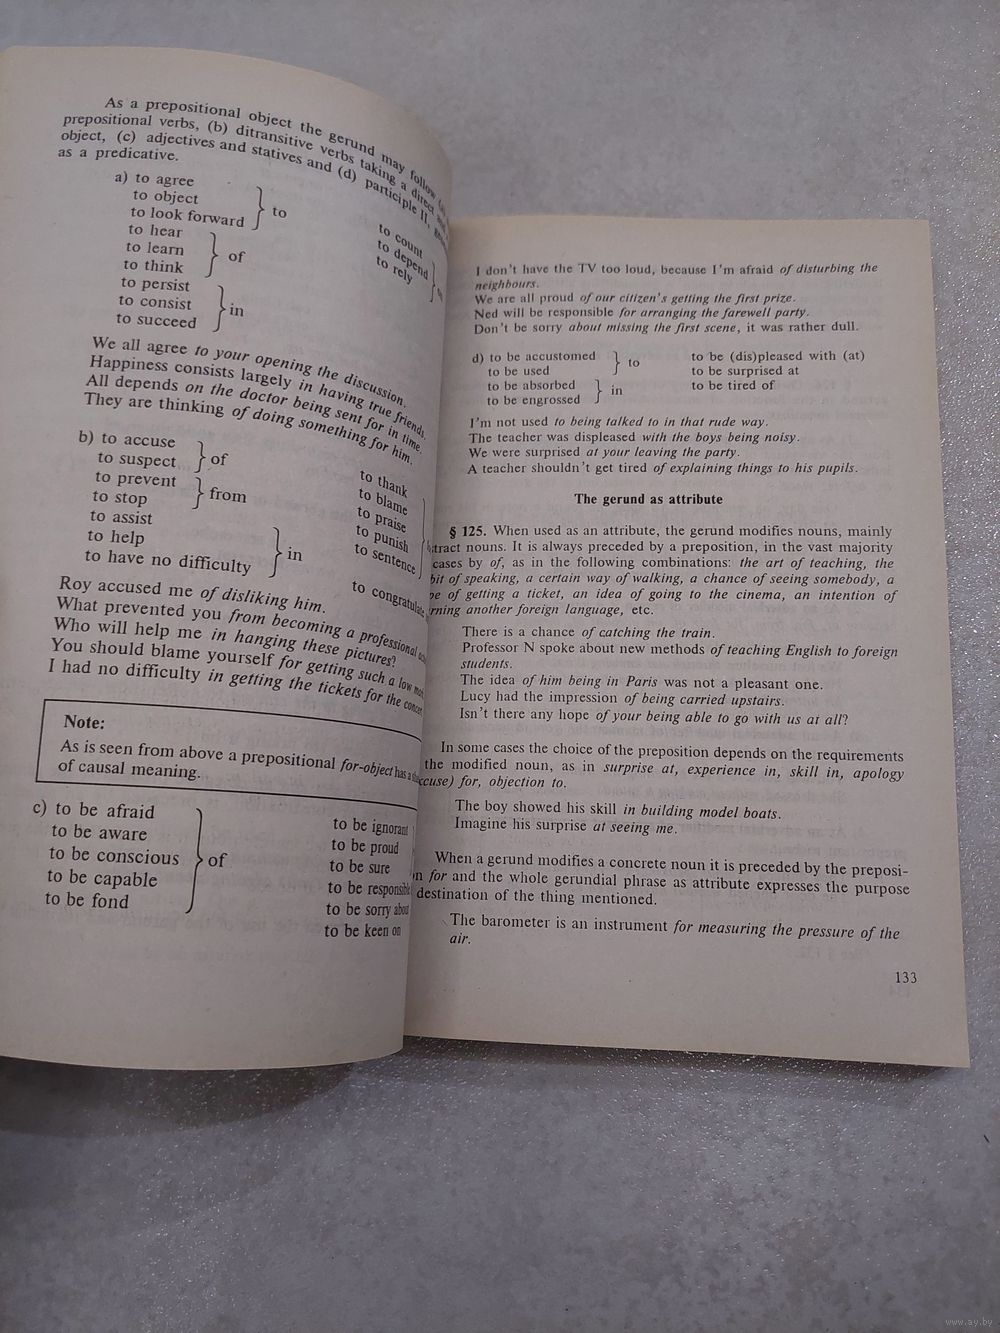 As a prepositional object the gerund may follow
prepositional verbs, (b) ditransitive verbs taking a direct
object, (c) adjectives and statives and (d) participle II,
as a predicative.
a) to agree
to object
to look forward
to
to hear
to learn
to think
of
to persist
to consist
to succeed
in
to count
to depend
to rely
We all agree to your opening the discussion.
Happiness consists largely in having true friends.
All depends on the doctor being sent for in time.
They are thinking of doing something for him.
b) to accuse
to suspect
of
to prevent
to stop
from
to assist
to help
to have no difficulty
in
to thank
to blame
to praise
to punish
to sentence
to congratulate
Roy accused me of disliking him.
What prevented you from becoming a professional
Who will help me in hanging these pictures?
You should blame yourself for getting such a low
I had no difficulty in getting the tickets for the
Note:
As is seen from above a prepositional for-object has a
of causal meaning.
c) to be afraid
to be aware
to be conscious
to be capable
to be fond
of
to be ignorant
to be proud
to be sure
to be responsible
to be sorry about
to be keen on
I don't have the TV too loud, because I'm afraid of disturbing the
neighbours.
We are all proud of our citizen's getting the first prize.
Ned will be responsible for arranging the farewell party.
Don't be sorry about missing the first scene, it was rather dull.
d) to be accustomed
to be used
to
to be absorbed
to be engrossed
in
to be (dis)pleased with (at)
to be surprised at
to be tired of
I'm not used to being talked to in that rude way.
The teacher was displeased with the boys being noisy.
We were surprised at your leaving the party.
A teacher shouldn't get tired of explaining things to his pupils.
The gerund as attribute
§ 125. When used as an attribute, the gerund modifies nouns, mainly
tract nouns. It is always preceded by a preposition, in the vast majority
cases by of, as in the following combinations: the art of teaching, the
bit of speaking, a certain way of walking, a chance of seeing somebody, a
pe of getting a ticket, an idea of going to the cinema, an intention of
rning another foreign language, etc.
There is a chance of catching the train.
Professor N spoke about new methods of teaching English to foreign
students.
The idea of him being in Paris was not a pleasant one.
Lucy had the impression of being carried upstairs.
Isn't there any hope of your being able to go with us at all?
In some cases the choice of the preposition depends on the requirements
the modified noun, as in surprise at, experience in, skill in, apology
ccuse) for, objection to.
The boy showed his skill in building model boats.
Imagine his surprise at seeing me.
When a gerund modifies a concrete noun it is preceded by the preposi-
n for and the whole gerundial phrase as attribute expresses the purpose
destination of the thing mentioned.
The barometer is an instrument for measuring the pressure of the
air.
133
www.ay.by